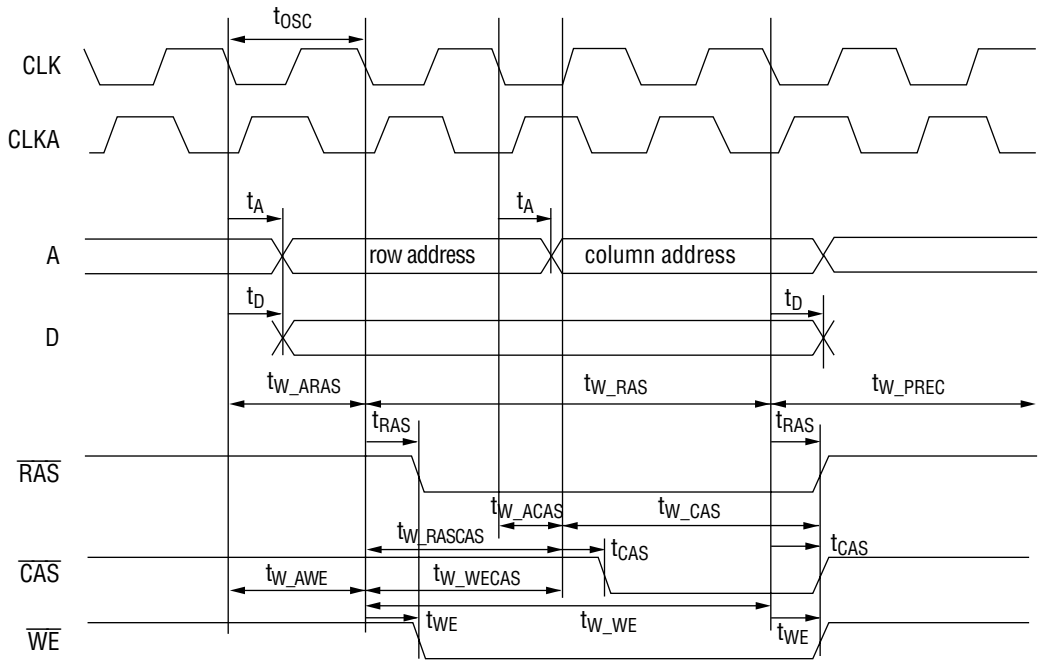 tOSC
CLK
CLKA
tA tA
A row address column address
tD tD
D
tW_ARAS tW_RAS tW_PREC
tRAS tRAS
RAS
tW_ACAS tW_CAS
tW_RASCAS tCAS tCAS
CAS
tW_AWE tW_WECAS
tWE tW_WE tWE
WE